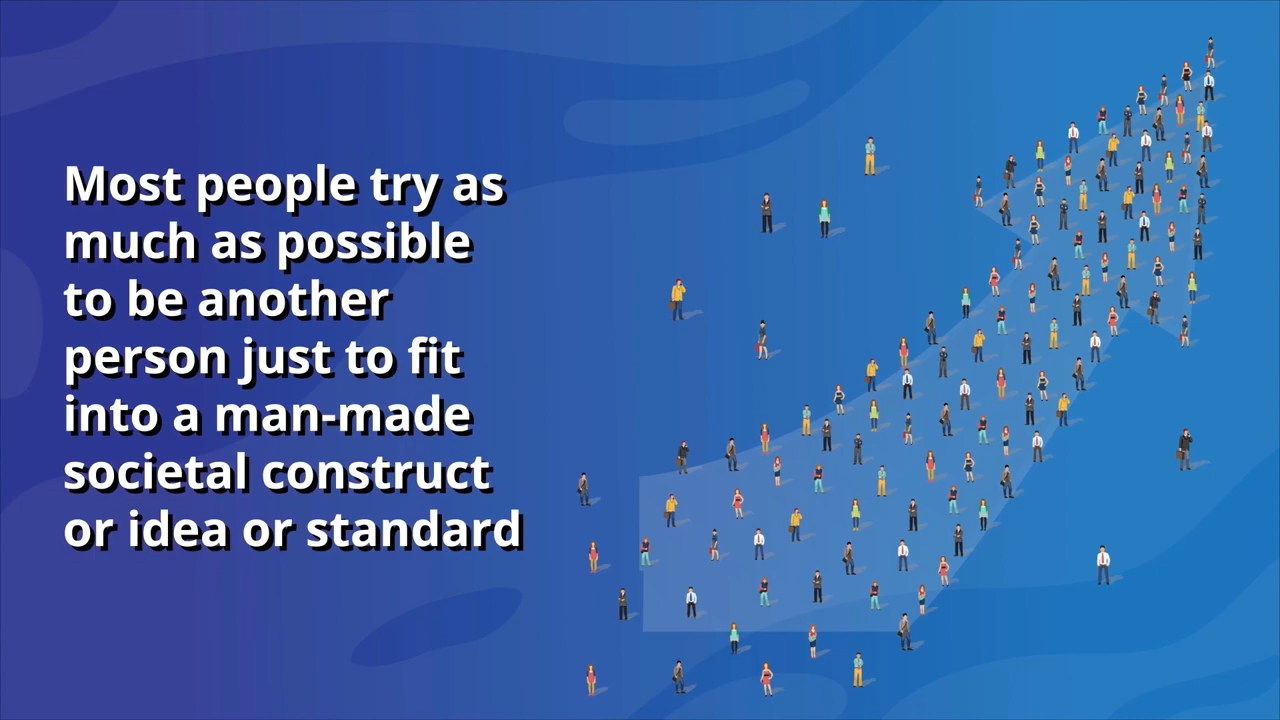 Most people try as
much as possible
to be another
person just to fit
into a man-made
societal construct
or idea or standard